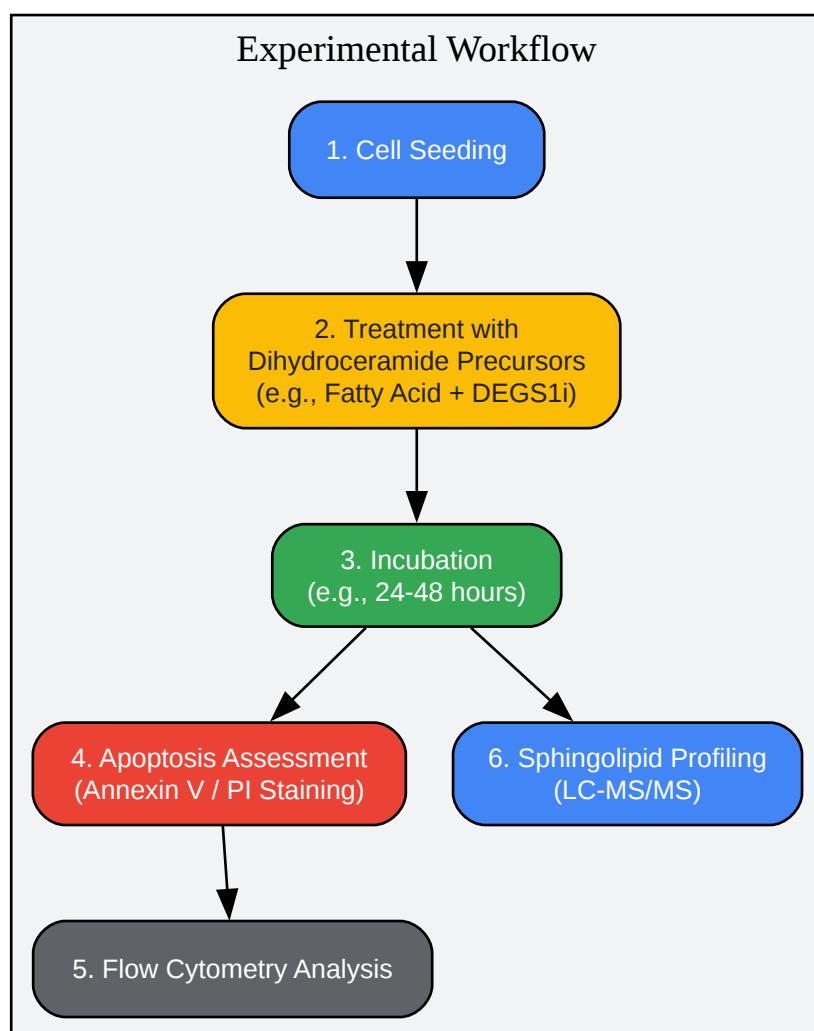 Experimental Workflow
1. Cell Seeding
2. Treatment with
Dihydroceramide Precursors
(e.g., Fatty Acid + DEGS1i)
3. Incubation
(e.g., 24-48 hours)
4. Apoptosis Assessment
(Annexin V / PI Staining)
6. Sphingolipid Profiling
(LC-MS/MS)
5. Flow Cytometry Analysis